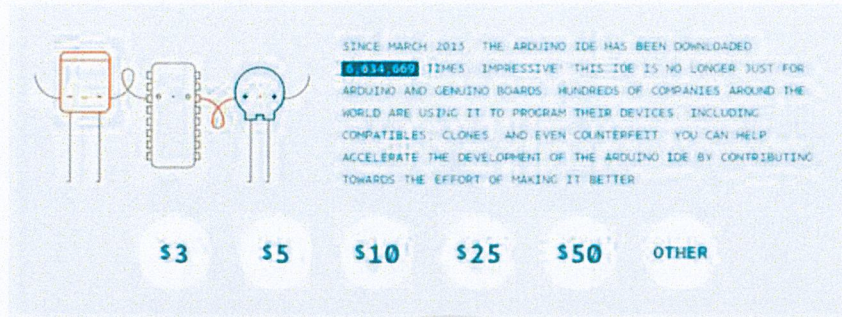 SINCE MARCH 2015 THE ARDUINO IDE HAS BEEN DOWNLOADED
6,634,669 TIMES. IMPRESSIVE! THIS IDE IS NO LONGER JUST FOR
ARDUINO AND GENUINO BOARDS. HUNDREDS OF COMPANIES AROUND THE
WORLD ARE USING IT TO PROGRAM THEIR DEVICES, INCLUDING
COMPATIBLES, CLONES, AND EVEN COUNTERFEIT. YOU CAN HELP
ACCELERATE THE DEVELOPMENT OF THE ARDUINO IDE BY CONTRIBUTING
TOWARDS THE EFFORT OF MAKING IT BETTER
$3 $5 $10 $25 $50 OTHER